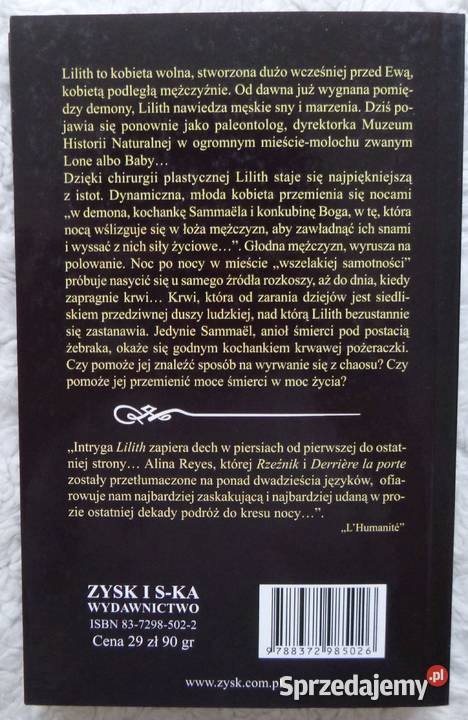 Lilith to kobieta wolna, stworzona dużo wcześniej przed Ewą,
kobietą podległą mężczyźnie. Od dawna już wygnana pomię-
dzy demony, Lilith nawiedza męskie sny i marzenia. Dziś po-
jawia się ponownie jako paleontolog, dyrektorka Muzeum
Historii Naturalnej w ogromnym mieście-molochu zwanym
Lone albo Baby…
Dzięki chirurgii plastycznej Lilith staje się najpiękniejszą
z istot. Dynamiczna, młoda kobieta przemienia się nocami
„w demona, kochankę Sammaëla i konkubinę Boga, w tę, która
nocą wślizguje się w łoża mężczyzn, aby zawładnąć ich snami
i wyssać z nich siły życiowe…”. Głodna mężczyzn, wyrusza na
polowanie. Noc po nocy w mieście „wszelakiej samotności”
próbuje nasycić się u samego źródła rozkoszy, aż do dnia, kiedy
zapragnie krwi… Krwi, która od zarania dziejów jest siedli-
skiem przedziwnej duszy ludzkiej, nad którą Lilith bezustannie
się zastanawia. Jedynie Sammaël, anioł śmierci pod postacią
żebraka, okaże się godnym kochankiem krwawej pożeraczki.
Czy pomoże jej znaleźć sposób na wyrwanie się z chaosu? Czy
pomoże jej przemienić moce śmierci w moc życia?
„Intryga Lilith zapiera dech w piersiach od pierwszej do ostat-
niej strony… Alina Reyes, której Rzeźnik i Derrière la porte
zostały przetłumaczone na ponad dwadzieścia języków, ofia-
rowuje nam najbardziej zaskakującą i najbardziej udaną w pro-
zie ostatniej dekady podróż do kresu nocy…”.
„L’Humanité”
ZYSK I S-KA
WYDAWNICTWO
ISBN 83-7298-502-2
Cena 29 zł 90 gr
9 788372 985026
www.zysk.com.p
Sprzedajemy.pl